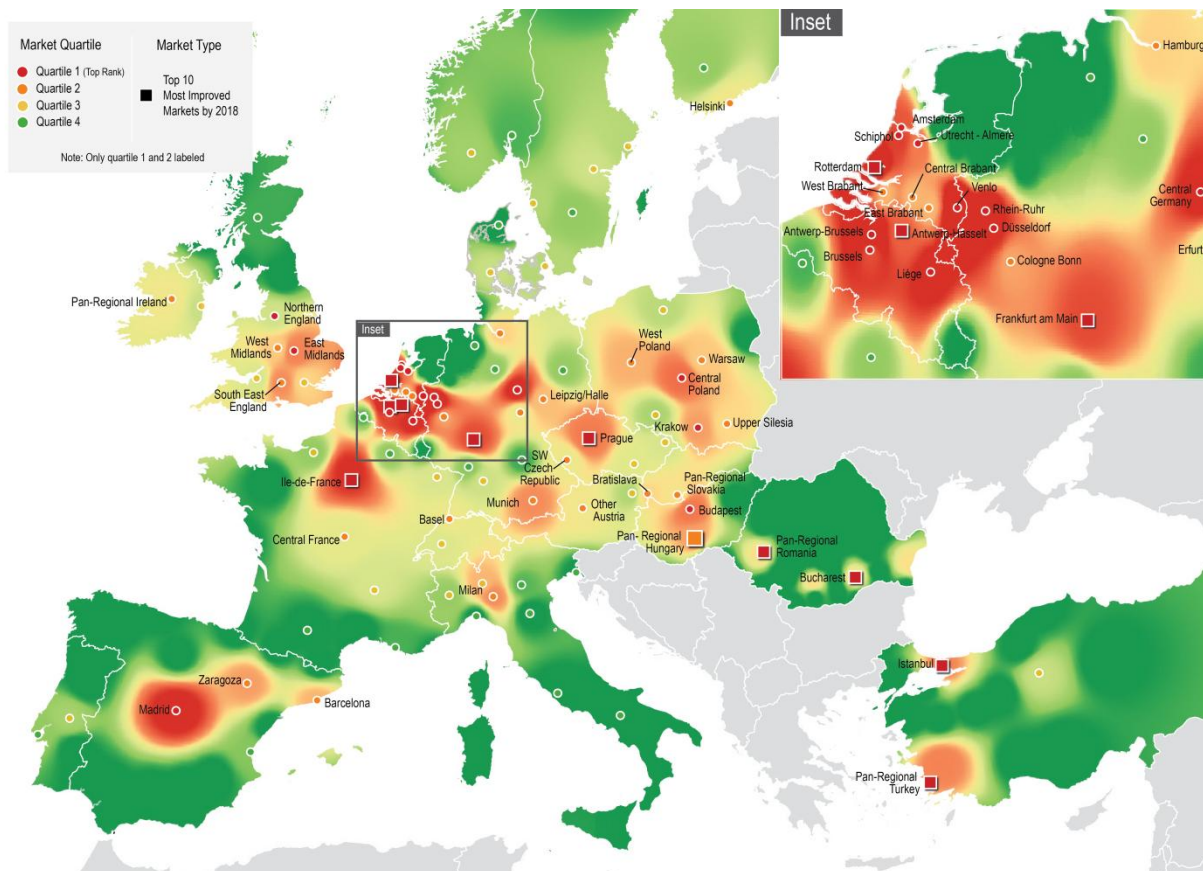 Market Quartile
Quartile 1 (Top Rank)
Quartile 2
Quartile 3
Quartile 4
Market Type
Top 10
Most Improved
Markets by 2018
Note: Only quartile 1 and 2 labeled
Helsinki
Pan-Regional Ireland
Northern
England
West
Midlands
East
Midlands
South East
England
Inset
Leipzig/Halle
West
Poland
Warsaw
Central
Poland
Krakow
Upper Silesia
Prague
SW
Czech
Republic
Ile-de-France
Munich
Bratislava
Pan-Regional
Slovakia
Other
Austria
Budapest
Basel
Pan- Regional
Hungary
Central France
Milan
Pan-Regional
Romania
Bucharest
Zaragoza
Madrid
Barcelona
Istanbul
Pan-Regional
Turkey
Inset
Hamburg
Amsterdam
Schiphol
Utrecht - Almere
Rotterdam
Central Brabant
West Brabant
Venlo
East Brabant
Rhein-Ruhr
Central
Germany
Antwerp-Brussels
Antwerp-Hasselt
Düsseldorf
Brussels
Erfurt
Liége
Cologne Bonn
Frankfurt am Main